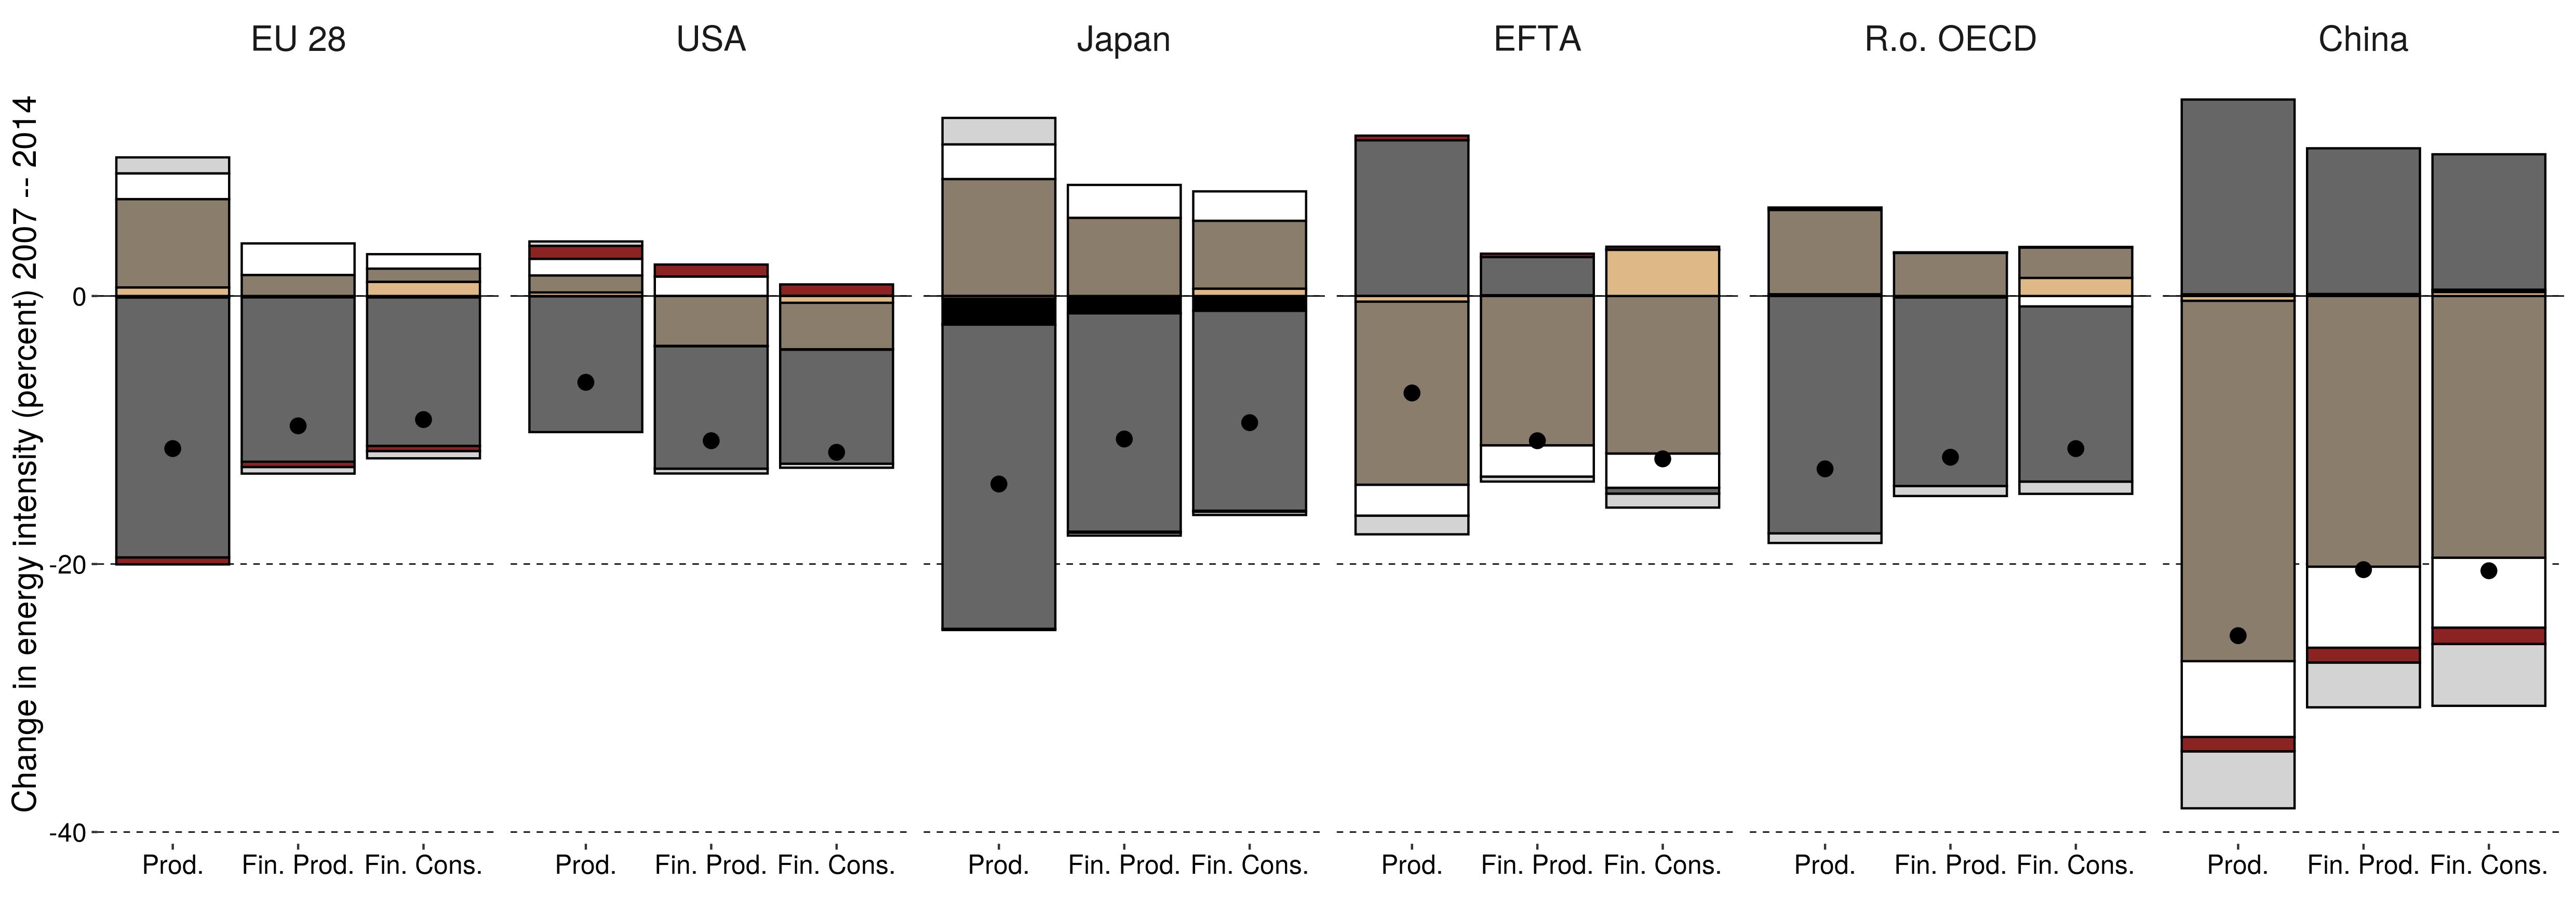 EU 28 USA Japan EFTA R.o. OECD China
Change in energy intensity (percent) 2007 -- 2014
0
-20
-40
Prod. Fin. Prod. Fin. Cons. Prod. Fin. Prod. Fin. Cons. Prod. Fin. Prod. Fin. Cons. Prod. Fin. Prod. Fin. Cons. Prod. Fin. Prod. Fin. Cons. Prod. Fin. Prod. Fin. Cons.